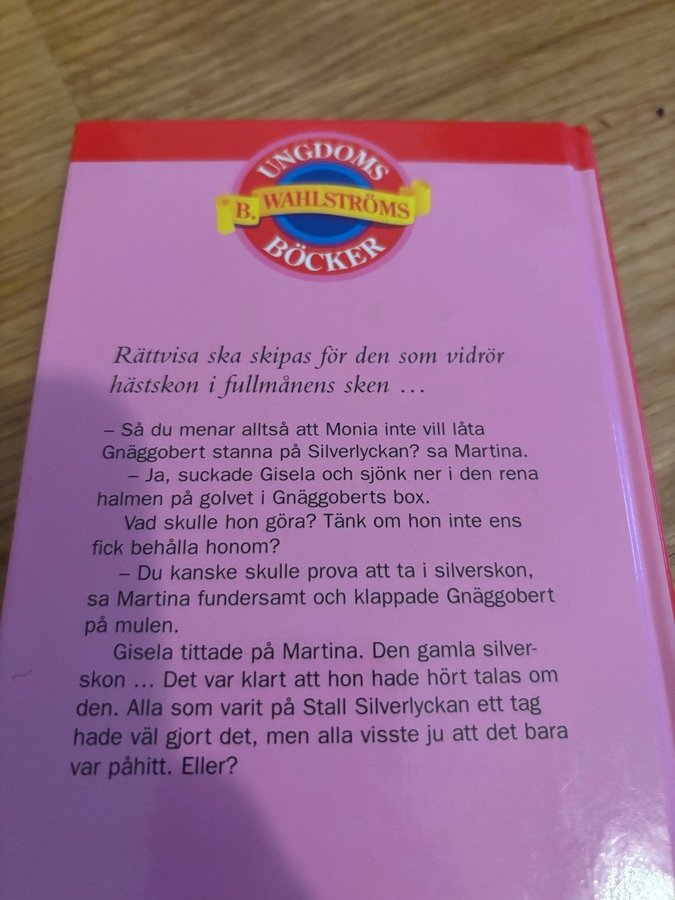 UNGDOMS
B. WAHLSTRÖMS
BÖCKER
Rättvisa ska skipas för den som vidrör
hästskon i fullmånens sken ...
– Så du menar alltså att Monia inte vill låta
Gnäggobert stanna på Silverlyckan? sa Martina.
– Ja, suckade Gisela och sjönk ner i den rena
halmen på golvet i Gnäggoberts box.
Vad skulle hon göra? Tänk om hon inte ens
fick behålla honom?
– Du kanske skulle prova att ta i silverskon,
sa Martina fundersamt och klappade Gnäggobert
på mulen.
Gisela tittade på Martina. Den gamla silver-
skon ... Det var klart att hon hade hört talas om
den. Alla som varit på Stall Silverlyckan ett tag
hade väl gjort det, men alla visste ju att det bara
var påhitt. Eller?